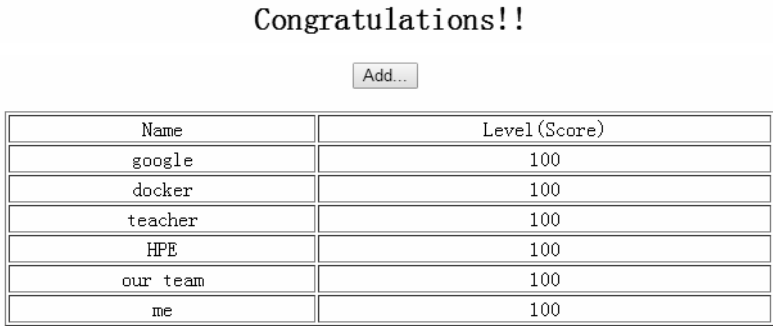 Congratulations!!
Add...
Name Level(Score)
google 100
docker 100
teacher 100
HPE 100
our team 100
me 100